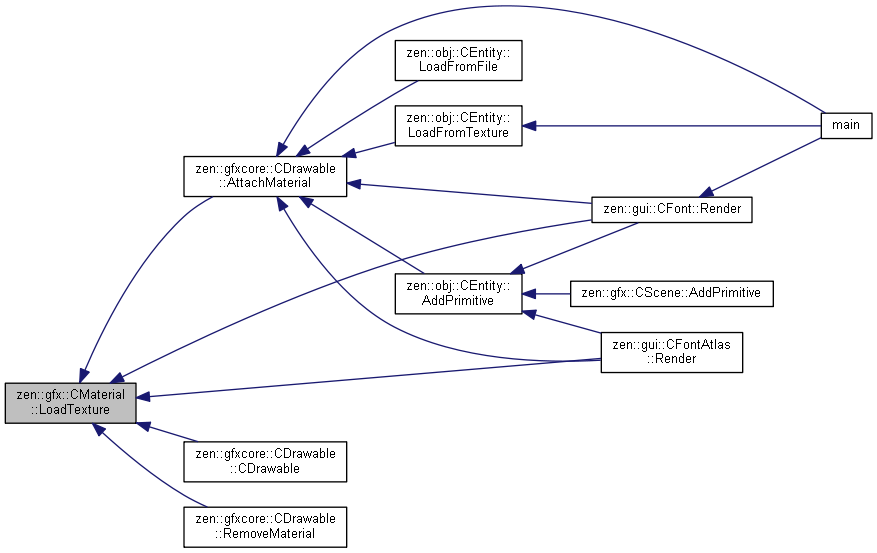 zen::obj::CEntity::
LoadFromFile
zen::obj::CEntity::
LoadFromTexture
main
zen::gfxcore::CDrawable
::AttachMaterial
zen::gui::CFont::Render
zen::obj::CEntity::
AddPrimitive
zen::gfx::CScene::AddPrimitive
zen::gui::CFontAtlas
::Render
zen::gfx::CMaterial
::LoadTexture
zen::gfxcore::CDrawable
::CDrawable
zen::gfxcore::CDrawable
::RemoveMaterial